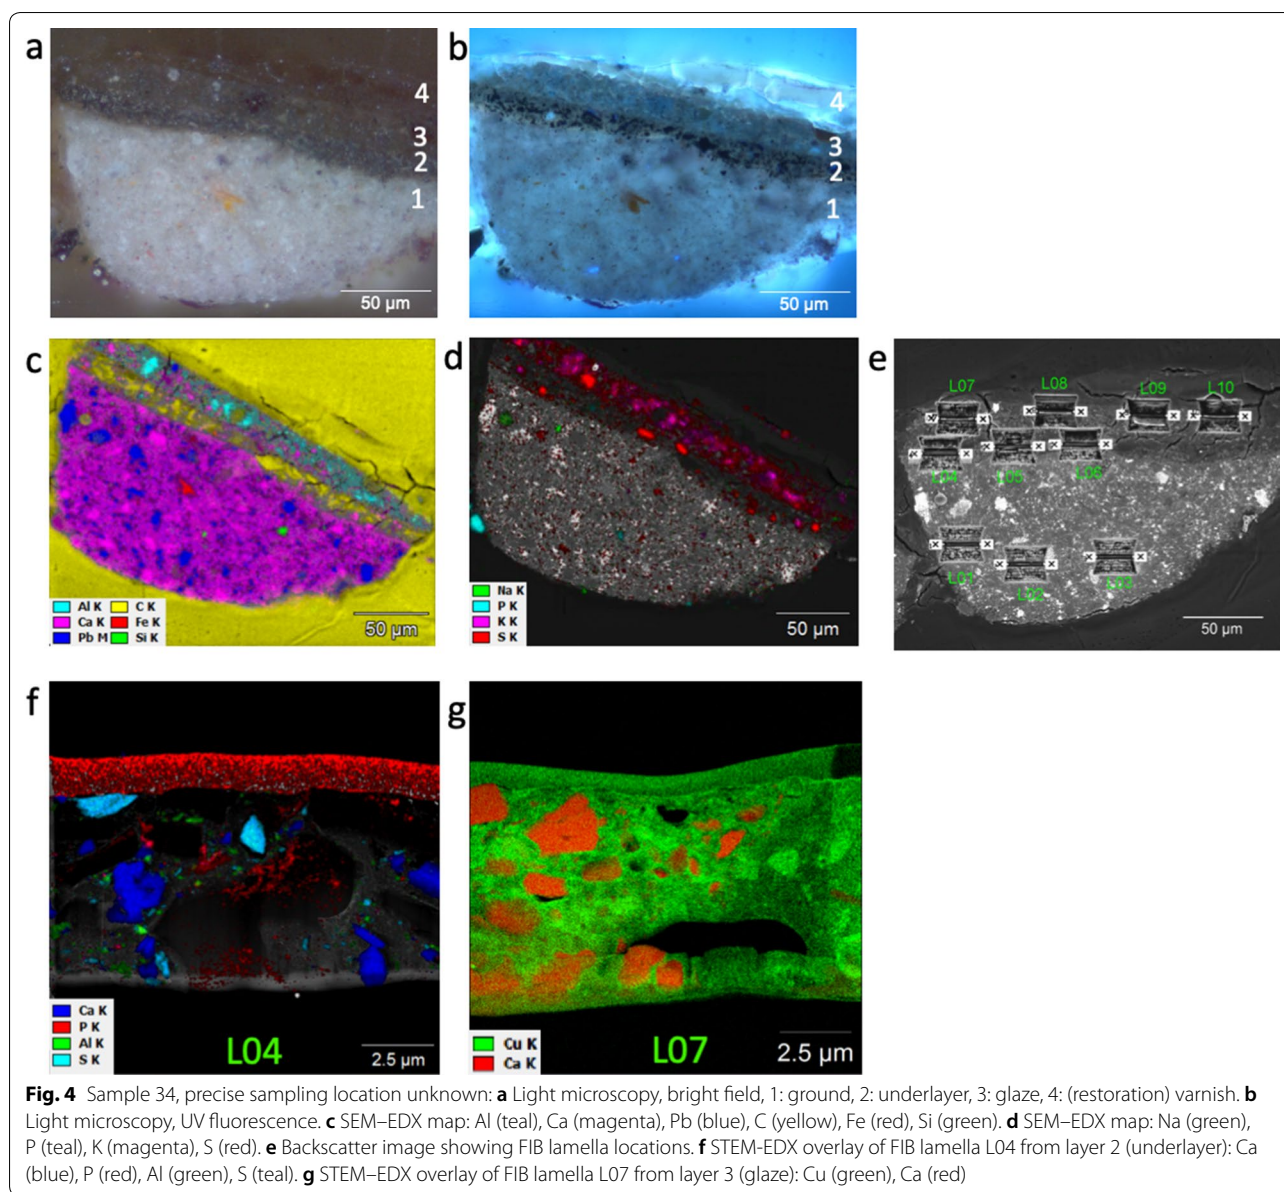 a
4
3
2
1
50 µm
b
4
3
2
1
50 µm
c
Al K
C K
Ca K
Fe K
Pb M
Si K
50 µm
d
Na K
P K
K K
S K
50 µm
e
L07
L08
L09
L10
L04
L05
L06
L01
L02
L03
50 µm
f
Ca K
P K
Al K
S K
L04
2.5 µm
g
Cu K
Ca K
L07
2.5 µm
Fig. 4 Sample 34, precise sampling location unknown: a Light microscopy, bright field, 1: ground, 2: underlayer, 3: glaze, 4: (restoration) varnish. b
Light microscopy, UV fluorescence. c SEM–EDX map: Al (teal), Ca (magenta), Pb (blue), C (yellow), Fe (red), Si (green). d SEM–EDX map: Na (green),
P (teal), K (magenta), S (red). e Backscatter image showing FIB lamella locations. f STEM-EDX overlay of FIB lamella L04 from layer 2 (underlayer): Ca
(blue), P (red), Al (green), S (teal). g STEM–EDX overlay of FIB lamella L07 from layer 3 (glaze): Cu (green), Ca (red)